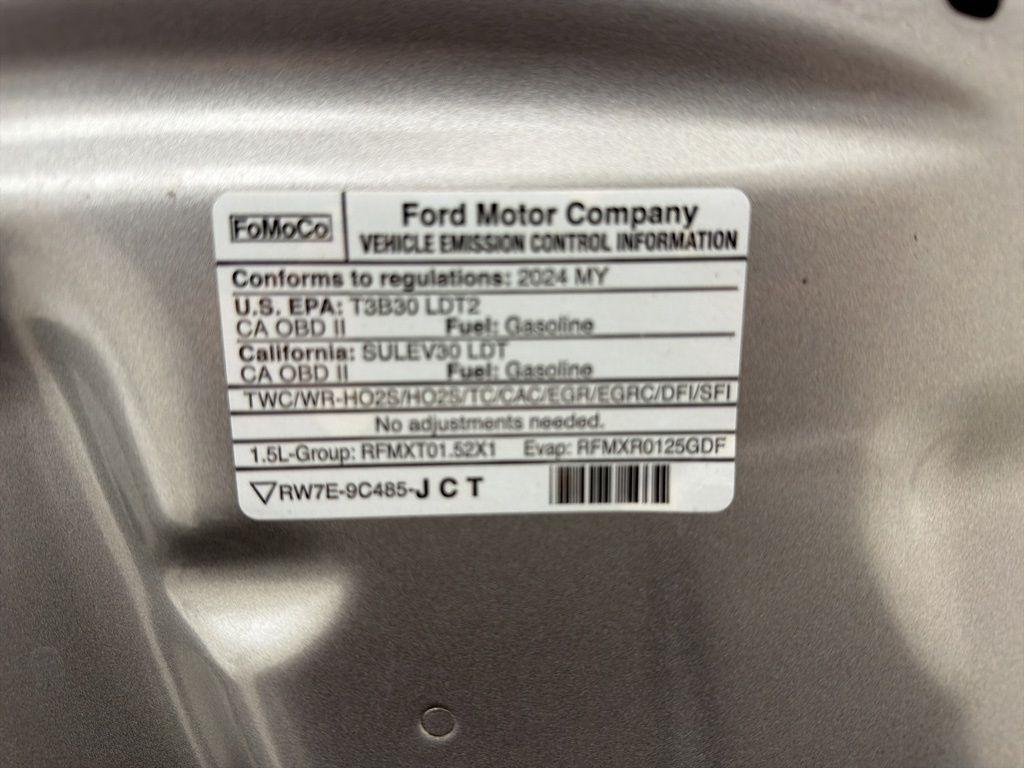 FoMoCo
Ford Motor Company
VEHICLE EMISSION CONTROL INFORMATION
Conforms to regulations: 2024 MY
U.S. EPA: T3B30 LDT2
CA OBD II Fuel: Gasoline
California: SULEV30 LDT
CA OBD II Fuel: Gasoline
TWC/WR-HO2S/HO2S/TC/CAC/EGR/EGRC/DFI/SFI
No adjustments needed.
1.5L-Group: RFMXT01.52X1 Evap: RFMXR0125GDF
RW7E-9C485-J C T